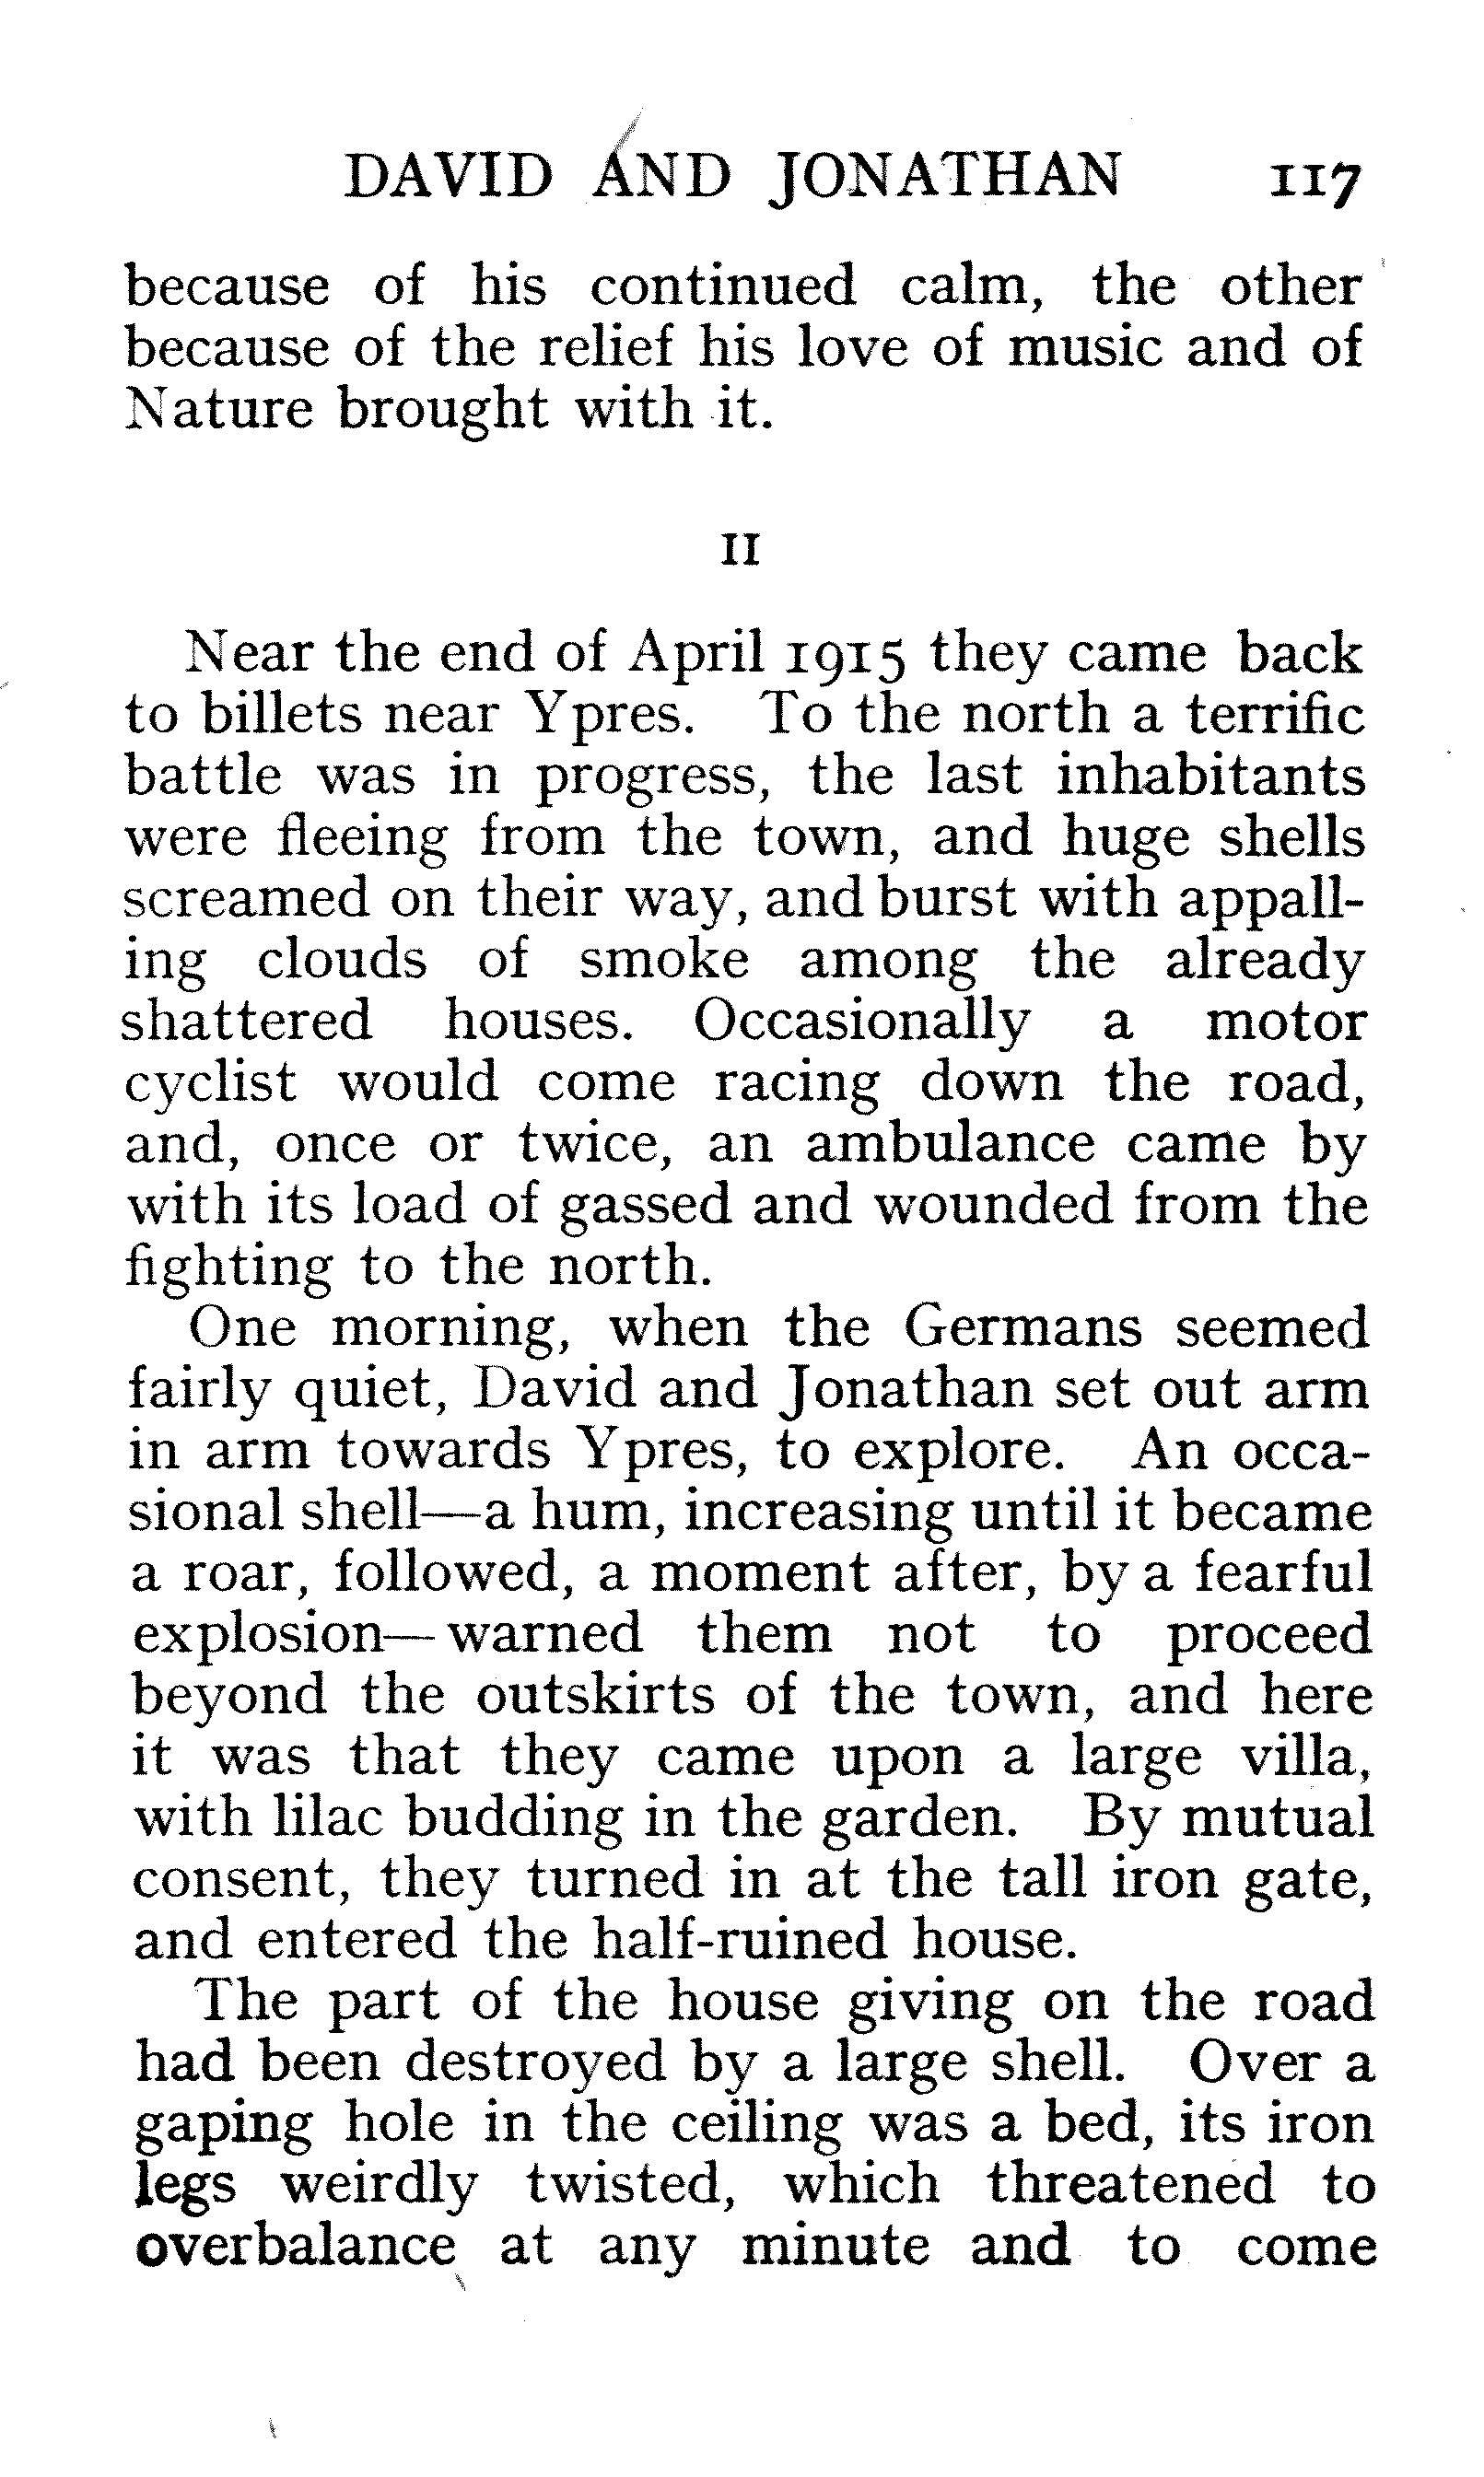 DAVID AND JONATHAN 117
because of his continued calm, the other
because of the relief his love of music and of
Nature brought with it.
II
Near the end of April 1915 they came back
to billets near Ypres. To the north a terrific
battle was in progress, the last inhabitants
were fleeing from the town, and huge shells
screamed on their way, and burst with appall-
ing clouds of smoke among the already
shattered houses. Occasionally a motor
cyclist would come racing down the road,
and, once or twice, an ambulance came by
with its load of gassed and wounded from the
fighting to the north.
One morning, when the Germans seemed
fairly quiet, David and Jonathan set out arm
in arm towards Ypres, to explore. An occa-
sional shell—a hum, increasing until it became
a roar, followed, a moment after, by a fearful
explosion—warned them not to proceed
beyond the outskirts of the town, and here
it was that they came upon a large villa,
with lilac budding in the garden. By mutual
consent, they turned in at the tall iron gate,
and entered the half-ruined house.
The part of the house giving on the road
had been destroyed by a large shell. Over a
gaping hole in the ceiling was a bed, its iron
legs weirdly twisted, which threatened to
overbalance at any minute and to come